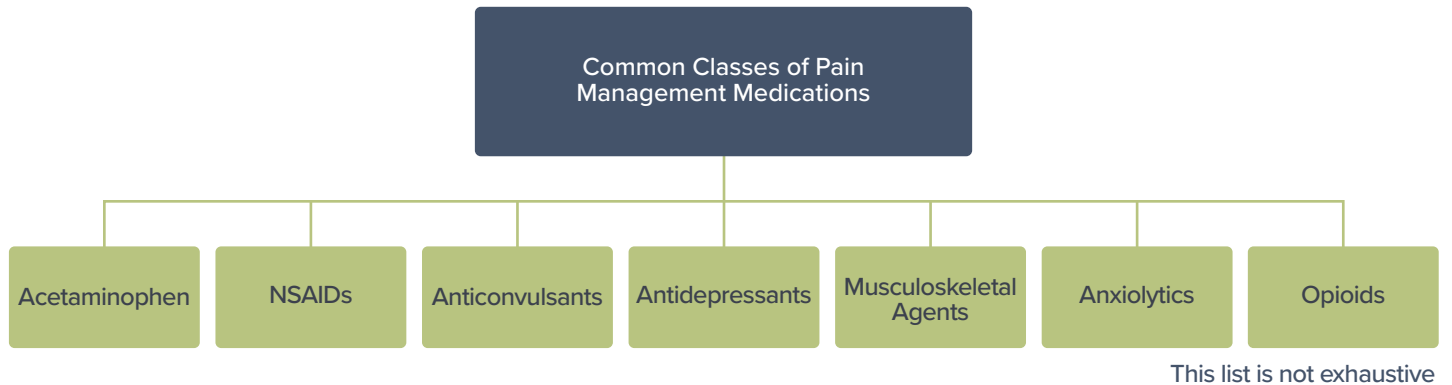 Common Classes of Pain
Management Medications
Acetaminophen
NSAIDs
Anticonvulsants
Antidepressants
Musculoskeletal
Agents
Anxiolytics
Opioids
This list is not exhaustive